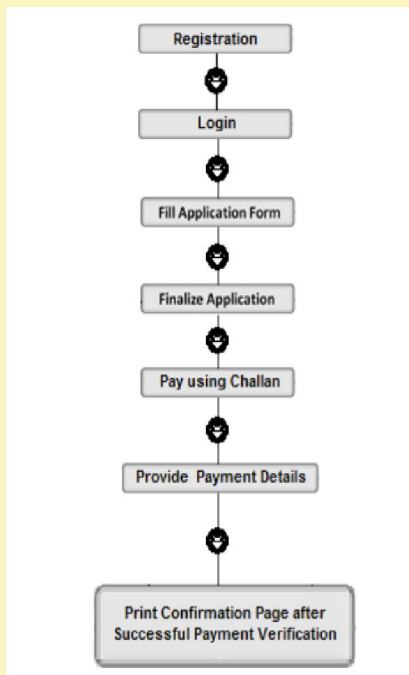 Registration
Login
Fill Application Form
Finalize Application
Pay using Challan
Provide Payment Details
Print Confirmation Page after
Successful Payment Verification